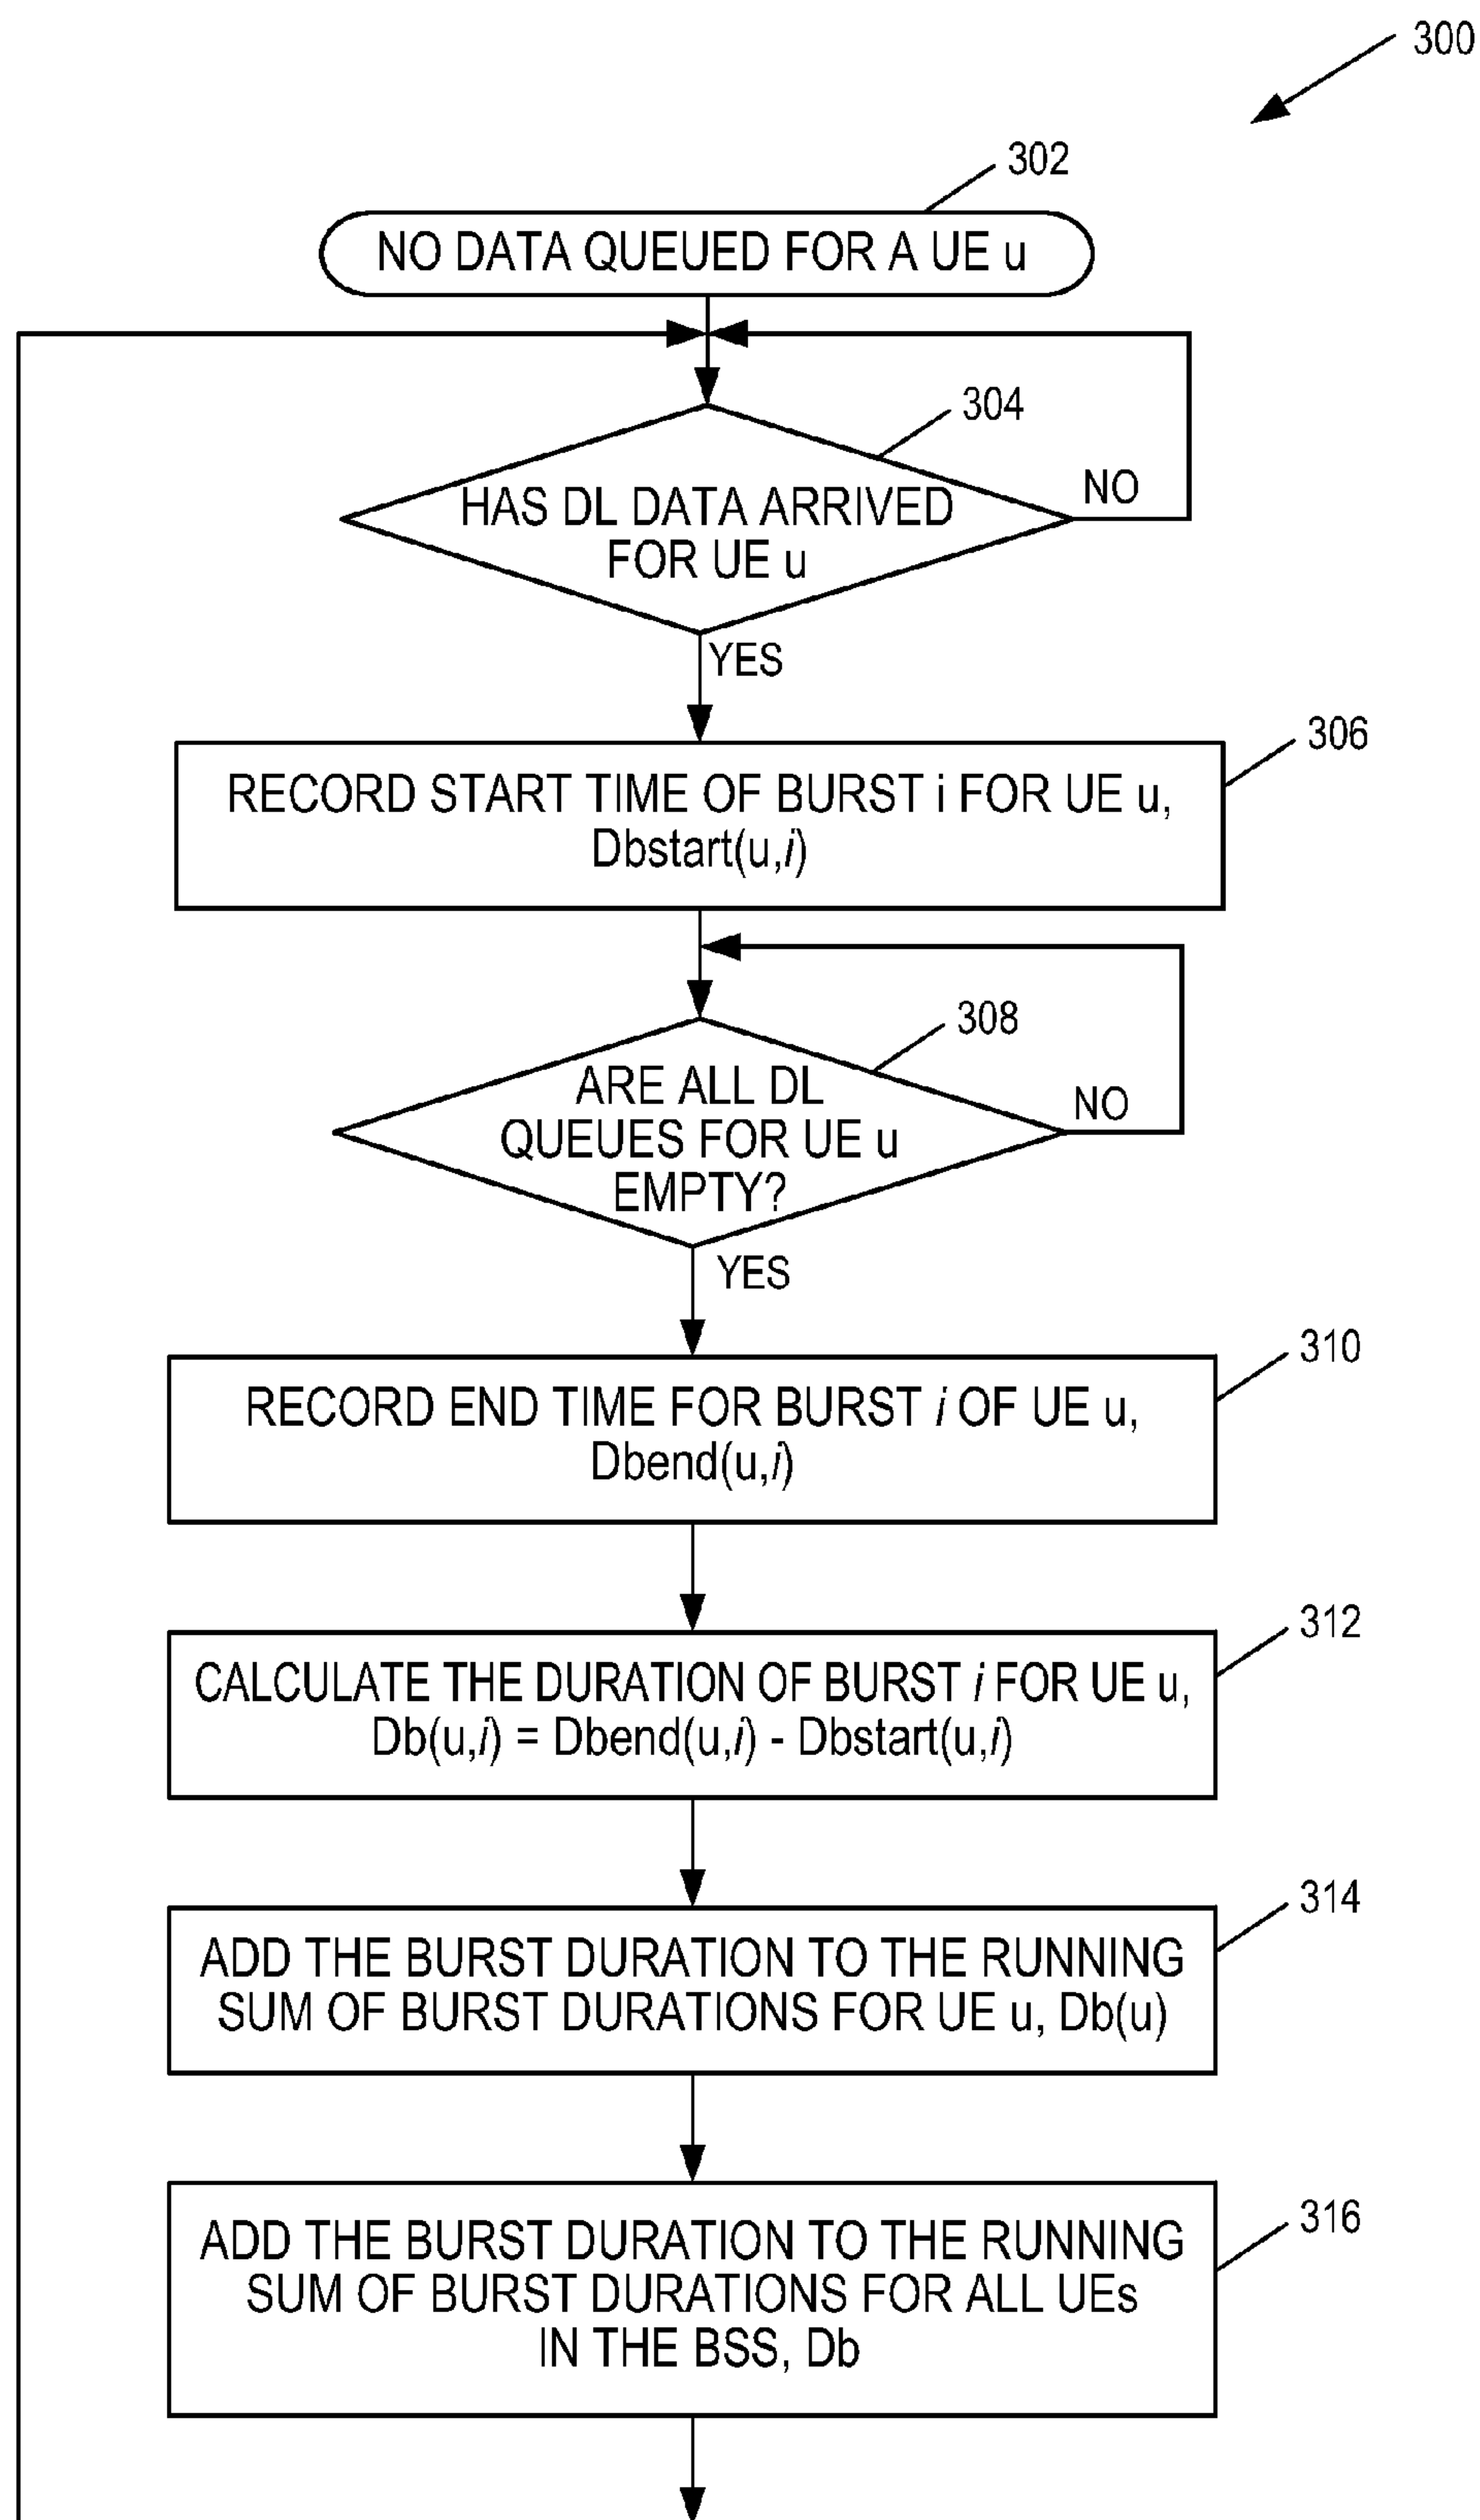 300
302
NO DATA QUEUED FOR A UE u
304
HAS DL DATA ARRIVED
FOR UE u
NO
YES
306
RECORD START TIME OF BURST i FOR UE u,
Dbstart(u,i)
308
ARE ALL DL
QUEUES FOR UE u
EMPTY?
NO
YES
310
RECORD END TIME FOR BURST i OF UE u,
Dbend(u,i)
312
CALCULATE THE DURATION OF BURST i FOR UE u,
Db(u,i) = Dbend(u,i) - Dbstart(u,i)
314
ADD THE BURST DURATION TO THE RUNNING
SUM OF BURST DURATIONS FOR UE u, Db(u)
316
ADD THE BURST DURATION TO THE RUNNING
SUM OF BURST DURATIONS FOR ALL UEs
IN THE BSS, Db